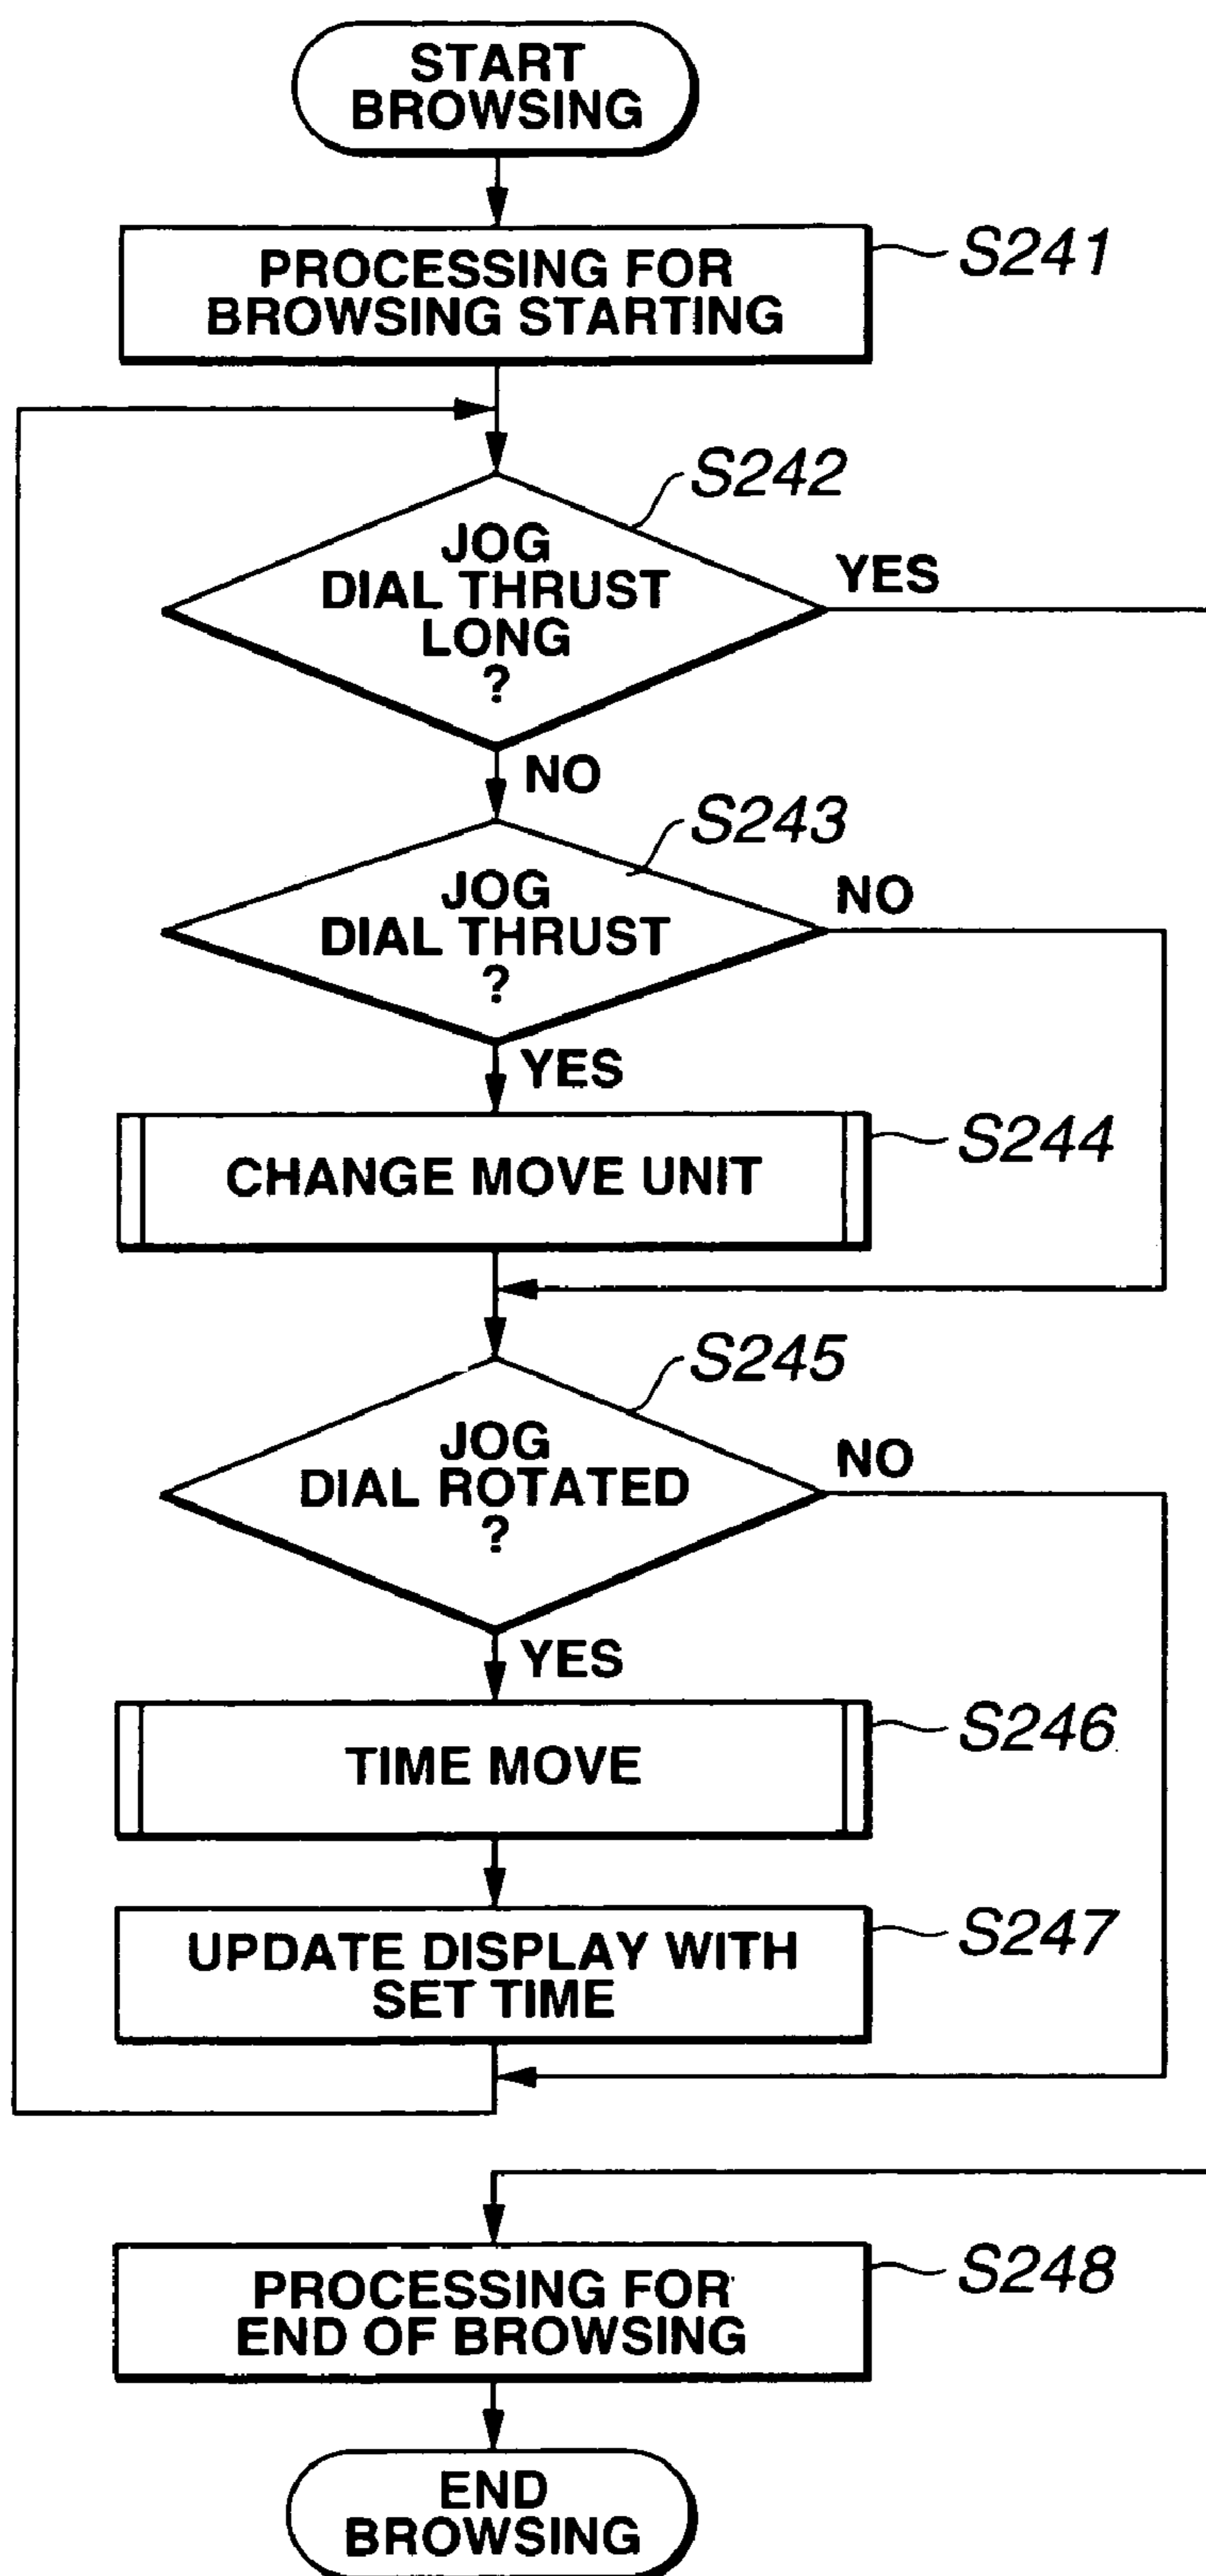 START
BROWSING
PROCESSING FOR
BROWSING STARTING
S241
S242
JOG
DIAL THRUST
LONG
?
YES
NO
S243
JOG
DIAL THRUST
?
NO
YES
CHANGE MOVE UNIT
S244
S245
JOG
DIAL ROTATED
?
NO
YES
TIME MOVE
S246
UPDATE DISPLAY WITH
SET TIME
S247
PROCESSING FOR
END OF BROWSING
S248
END
BROWSING